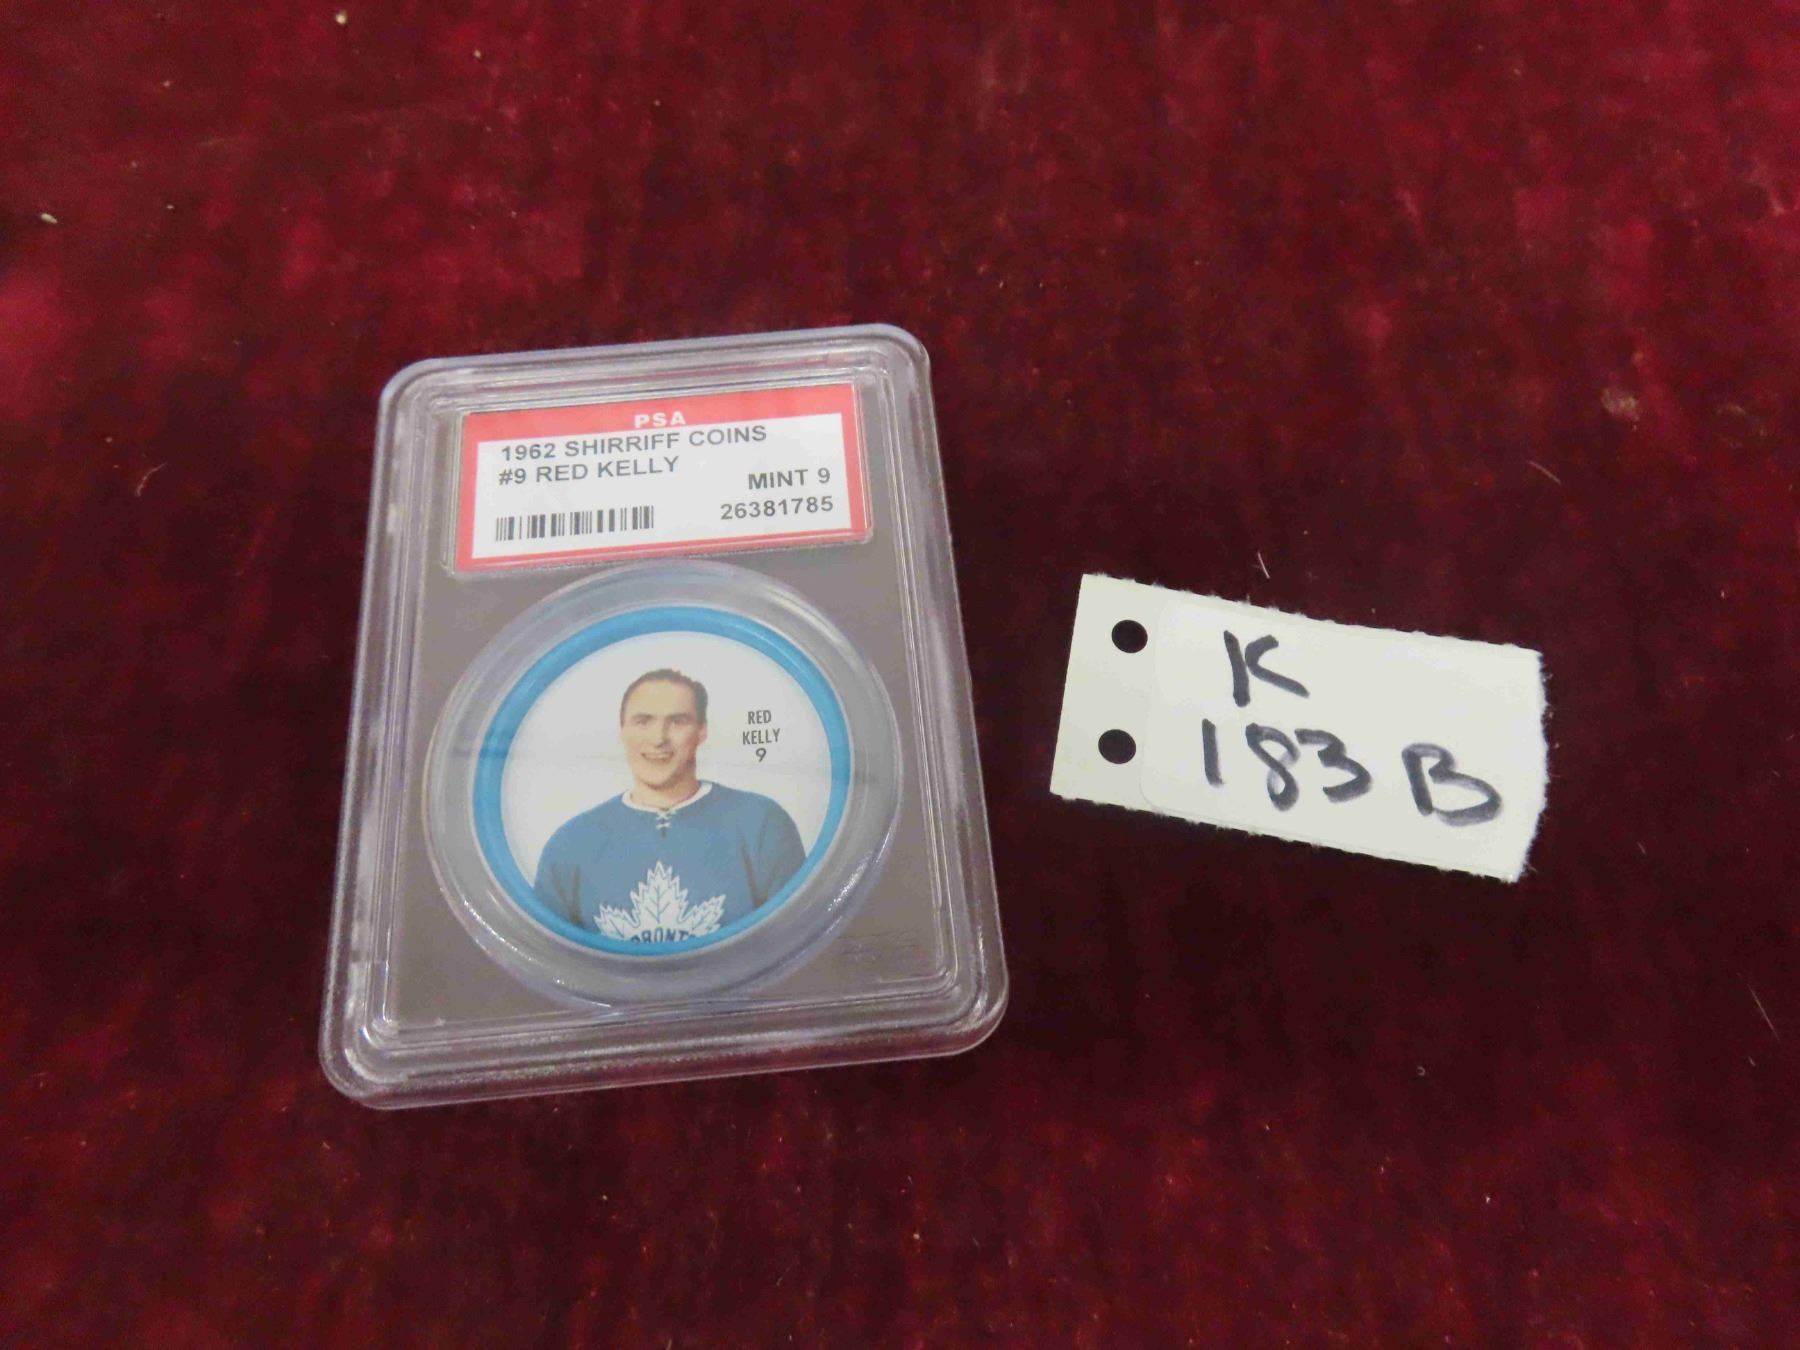 PSA
1962 SHIRRIFF COINS
#9 RED KELLY
MINT 9
26381785
RED
KELLY
9
K
183B